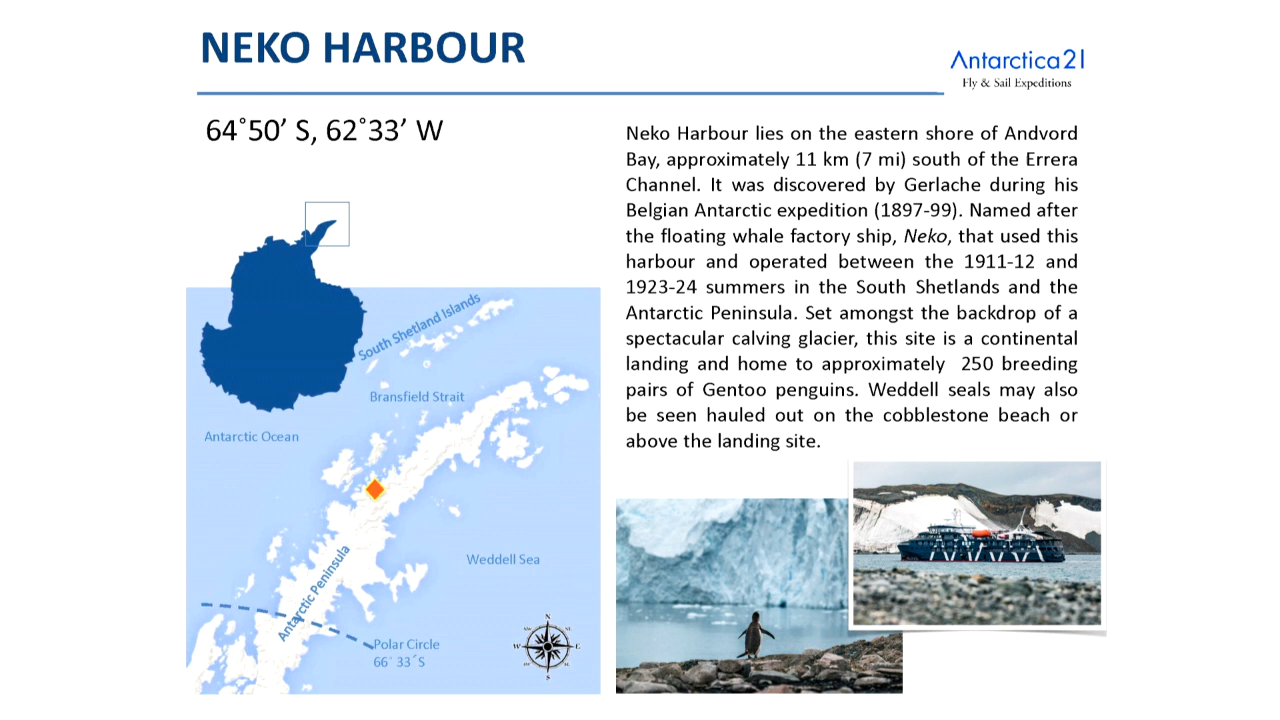 NEKO HARBOUR
Antarctica21
Fly & Sail Expeditions
64˚50’ S, 62˚33’ W
Neko Harbour lies on the eastern shore of Andvord
Bay, approximately 11 km (7 mi) south of the Errera
Channel. It was discovered by Gerlache during his
Belgian Antarctic expedition (1897-99). Named after
the floating whale factory ship, Neko, that used this
harbour and operated between the 1911-12 and
1923-24 summers in the South Shetlands and the
Antarctic Peninsula. Set amongst the backdrop of a
spectacular calving glacier, this site is a continental
landing and home to approximately 250 breeding
pairs of Gentoo penguins. Weddell seals may also
be seen hauled out on the cobblestone beach or
above the landing site.
South Shetland Islands
Bransfield Strait
Antarctic Ocean
Weddell Sea
Antarctic Peninsula
Polar Circle
66˚ 33´S
N
W
E
S